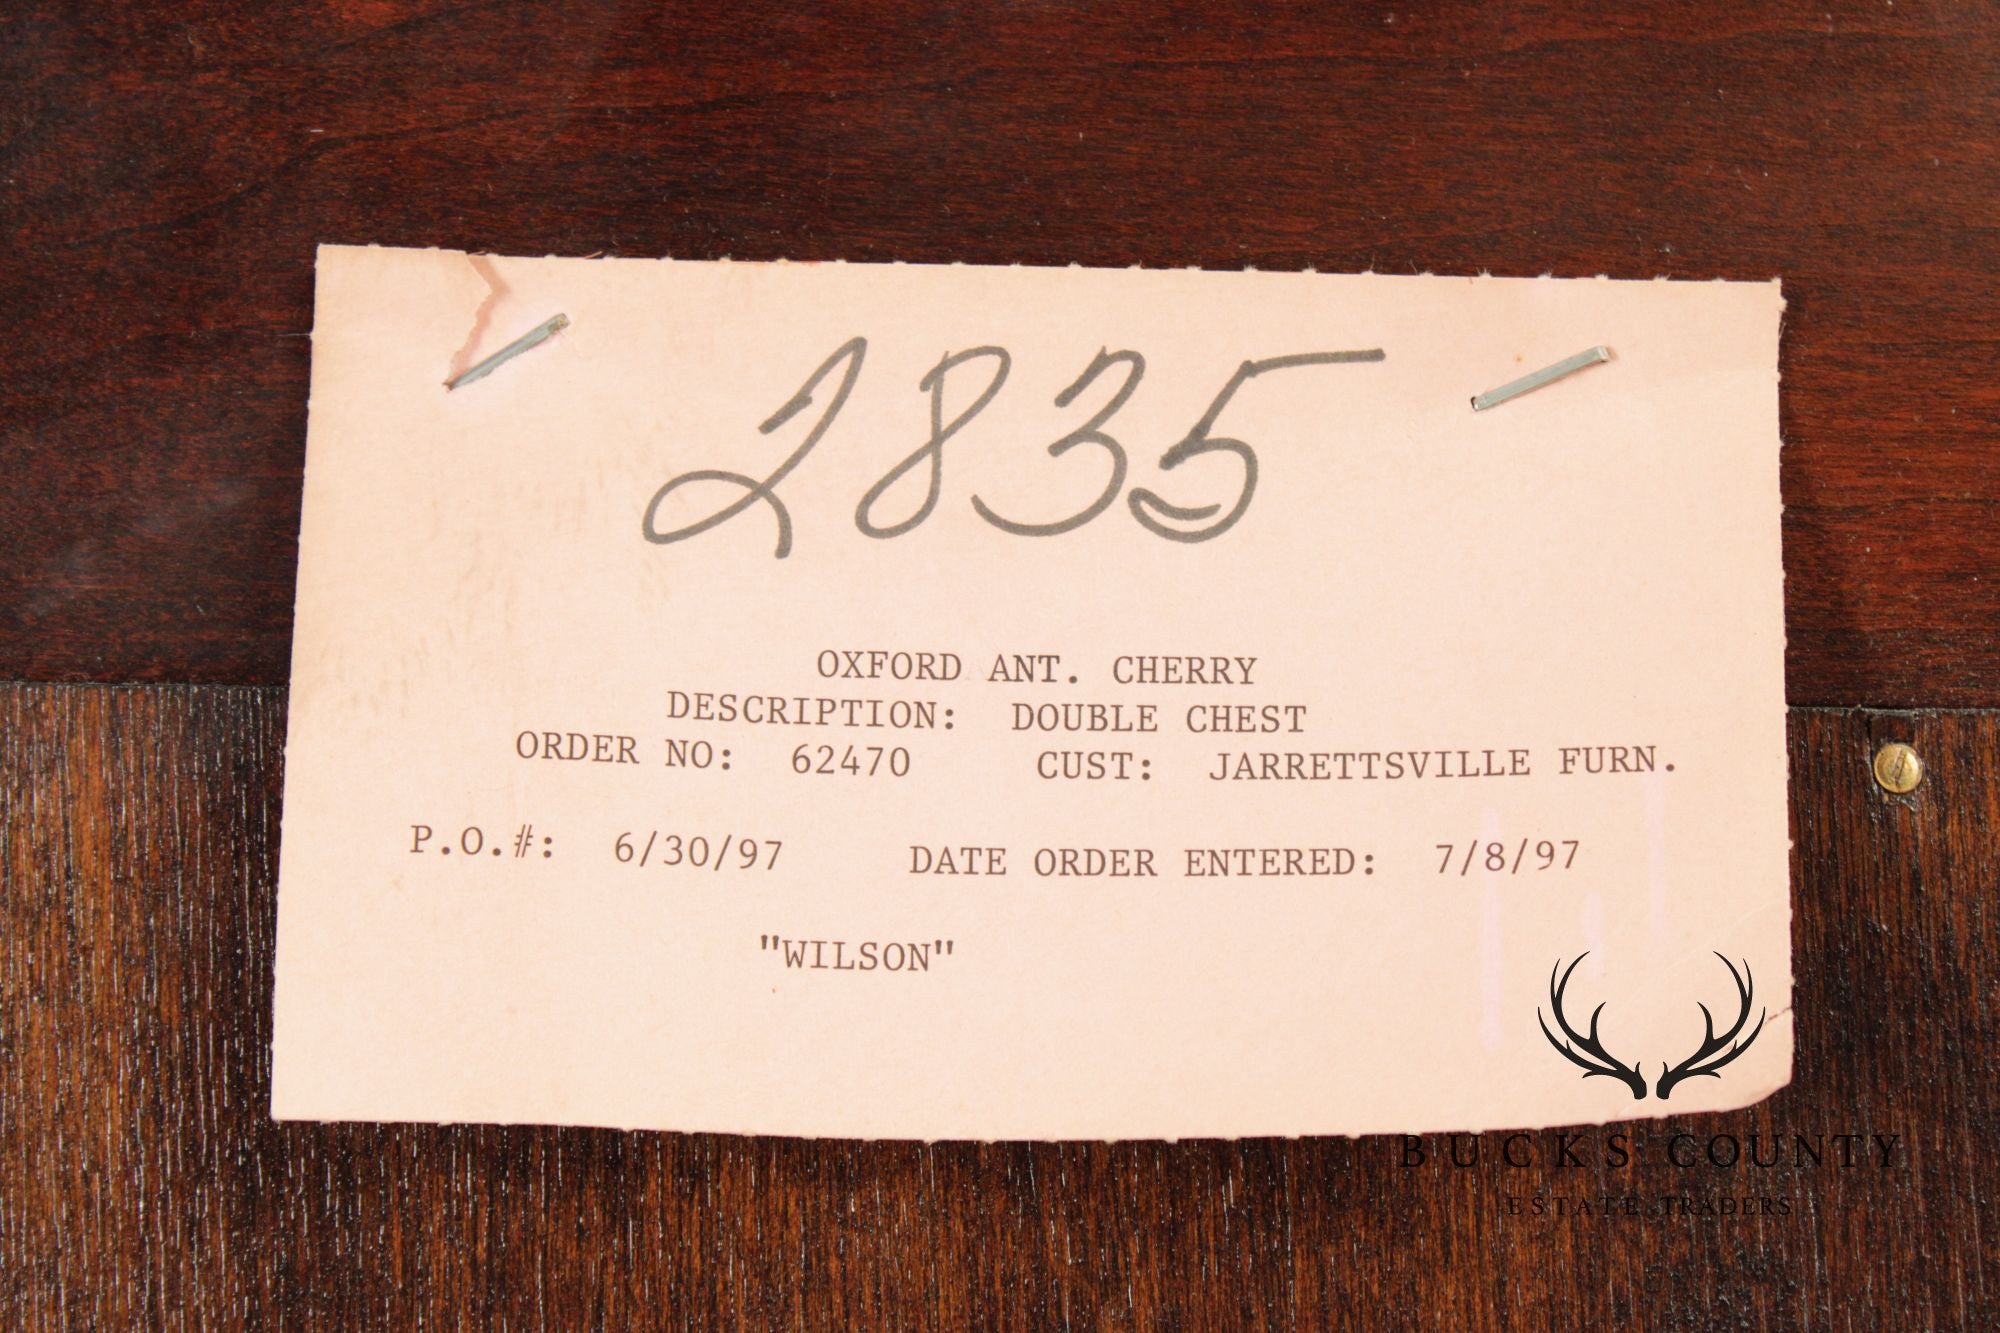 2835
OXFORD ANT. CHERRY
DESCRIPTION: DOUBLE CHEST
ORDER NO: 62470 CUST: JARRETTSVILLE FURN.
P.O.#: 6/30/97 DATE ORDER ENTERED: 7/8/97
"WILSON"
BUCKS COUNTY
ESTATE TRADERS